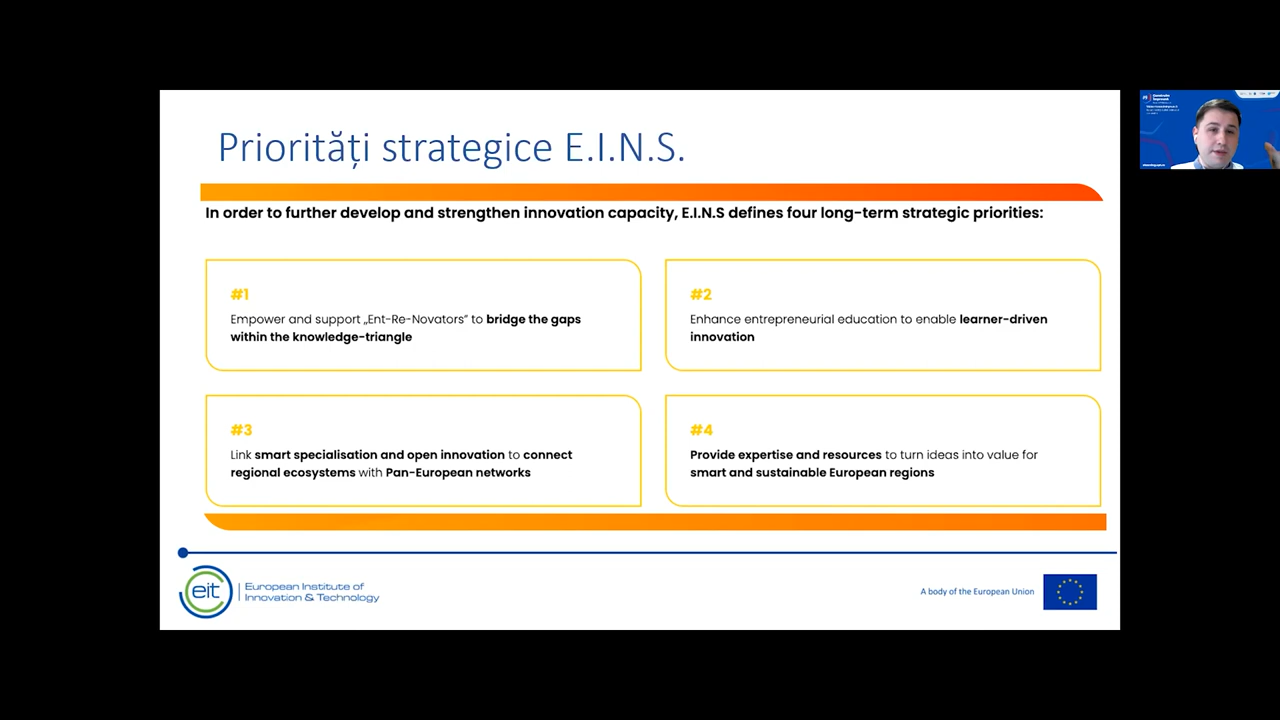 Priorități strategice E.I.N.S.
In order to further develop and strengthen innovation capacity, E.I.N.S defines four long-term strategic priorities:
#1
Empower and support „Ent-Re-Novators” to bridge the gaps
within the knowledge-triangle
#2
Enhance entrepreneurial education to enable learner-driven
innovation
#3
Link smart specialisation and open innovation to connect
regional ecosystems with Pan-European networks
#4
Provide expertise and resources to turn ideas into value for
smart and sustainable European regions
eit
European Institute of
Innovation & Technology
A body of the European Union